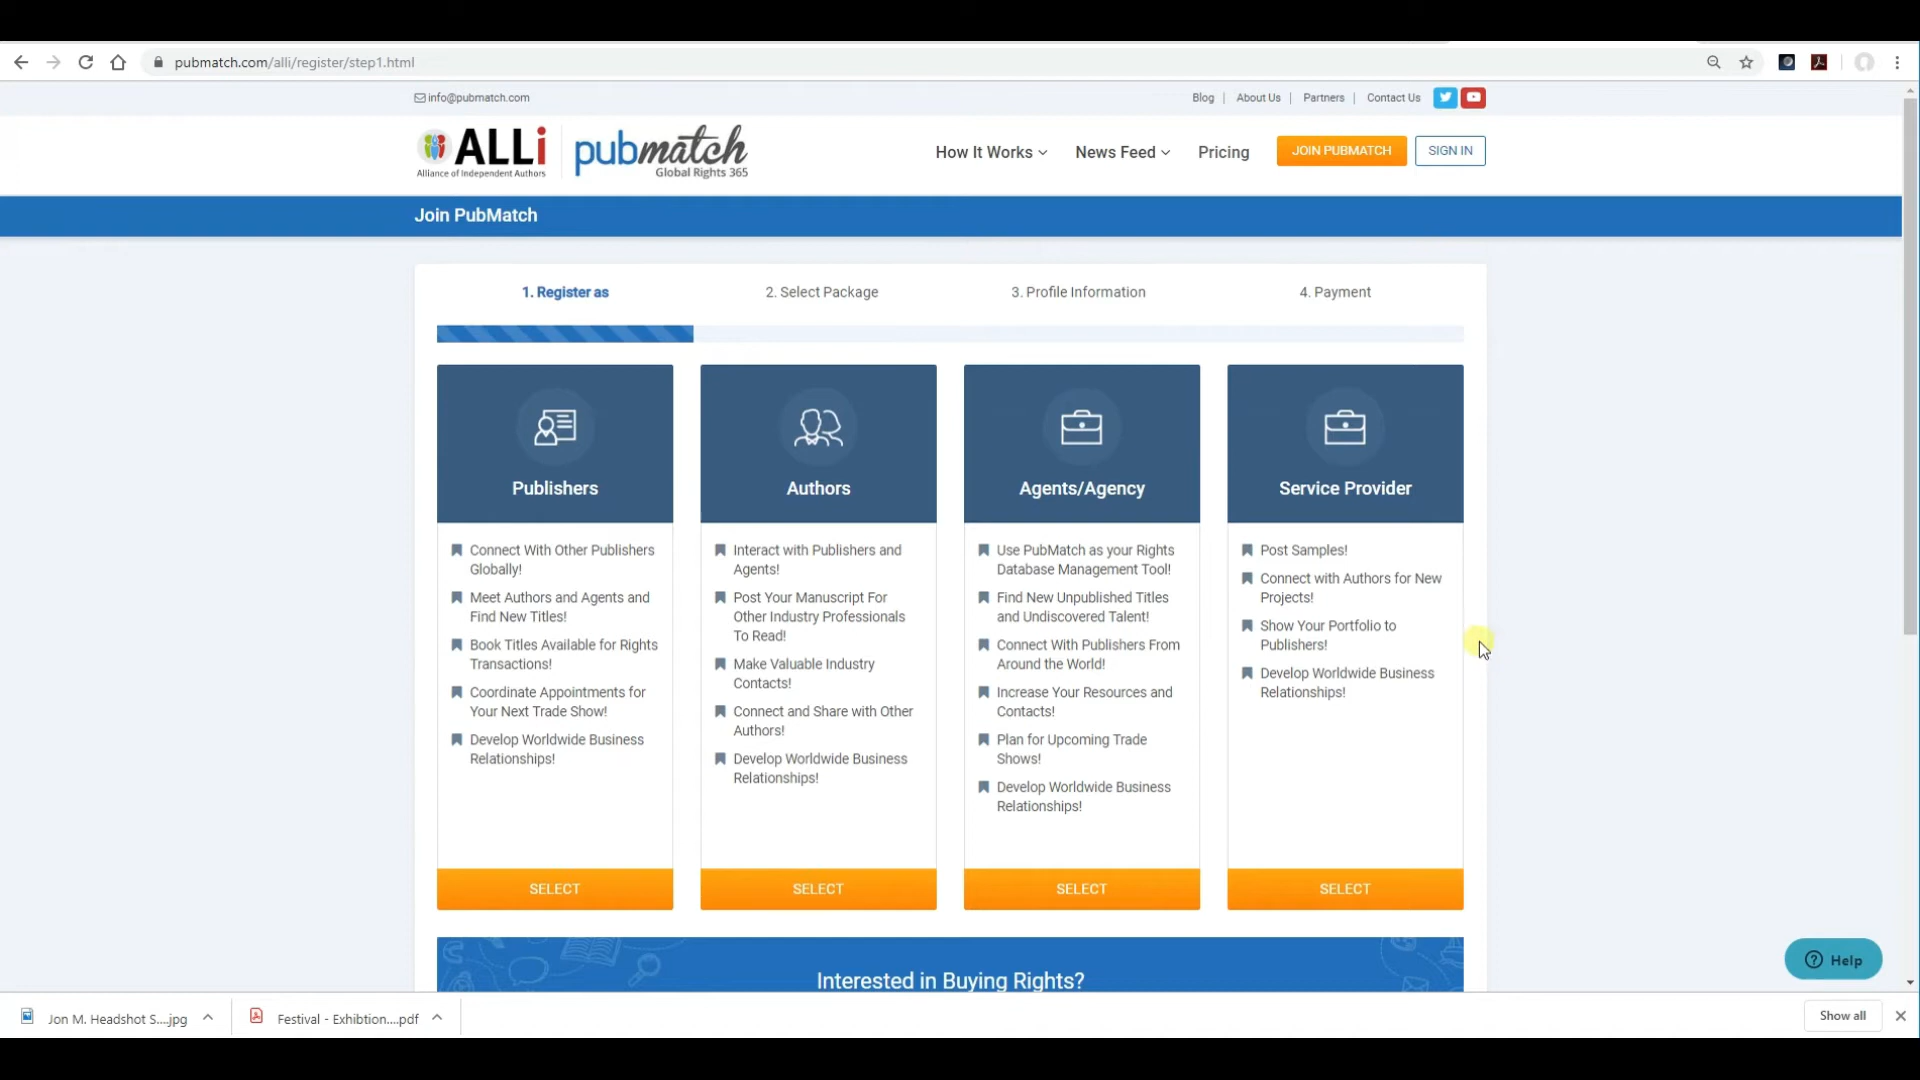 pubmatch.com/alli/register/step1.html
info@pubmatch.com
Blog | About Us | Partners | Contact Us
ALLi
Alliance of Independent Authors
pubmatch
Global Rights 365
How It Works
News Feed
Pricing
JOIN PUBMATCH
SIGN IN
Join PubMatch
1. Register as
2. Select Package
3. Profile Information
4. Payment
Publishers
Connect With Other Publishers
Globally!
Meet Authors and Agents and
Find New Titles!
Book Titles Available for Rights
Transactions!
Coordinate Appointments for
Your Next Trade Show!
Develop Worldwide Business
Relationships!
SELECT
Authors
Interact with Publishers and
Agents!
Post Your Manuscript For
Other Industry Professionals
To Read!
Make Valuable Industry
Contacts!
Connect and Share with Other
Authors!
Develop Worldwide Business
Relationships!
SELECT
Agents/Agency
Use PubMatch as your Rights
Database Management Tool!
Find New Unpublished Titles
and Undiscovered Talent!
Connect With Publishers From
Around the World!
Increase Your Resources and
Contacts!
Plan for Upcoming Trade
Shows!
Develop Worldwide Business
Relationships!
SELECT
Service Provider
Post Samples!
Connect with Authors for New
Projects!
Show Your Portfolio to
Publishers!
Develop Worldwide Business
Relationships!
SELECT
Interested in Buying Rights?
Help
Jon M. Headshot S....jpg
Festival - Exhibtion....pdf
Show all